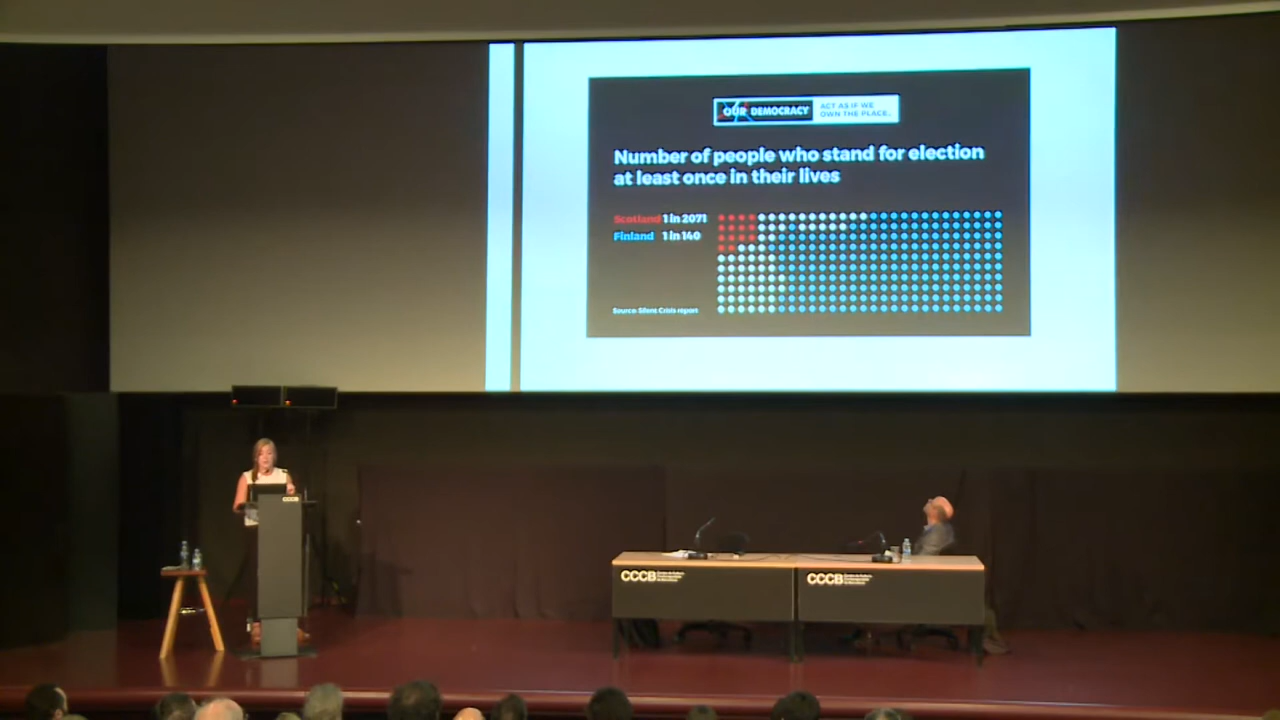 OUR DEMOCRACY
ACT AS IF WE
OWN THE PLACE..
Number of people who stand for election
at least once in their lives
Scotland 1 in 2071
Finland 1 in 140
Source: Silent Crisis report
CCCB
CCCB
CCCB